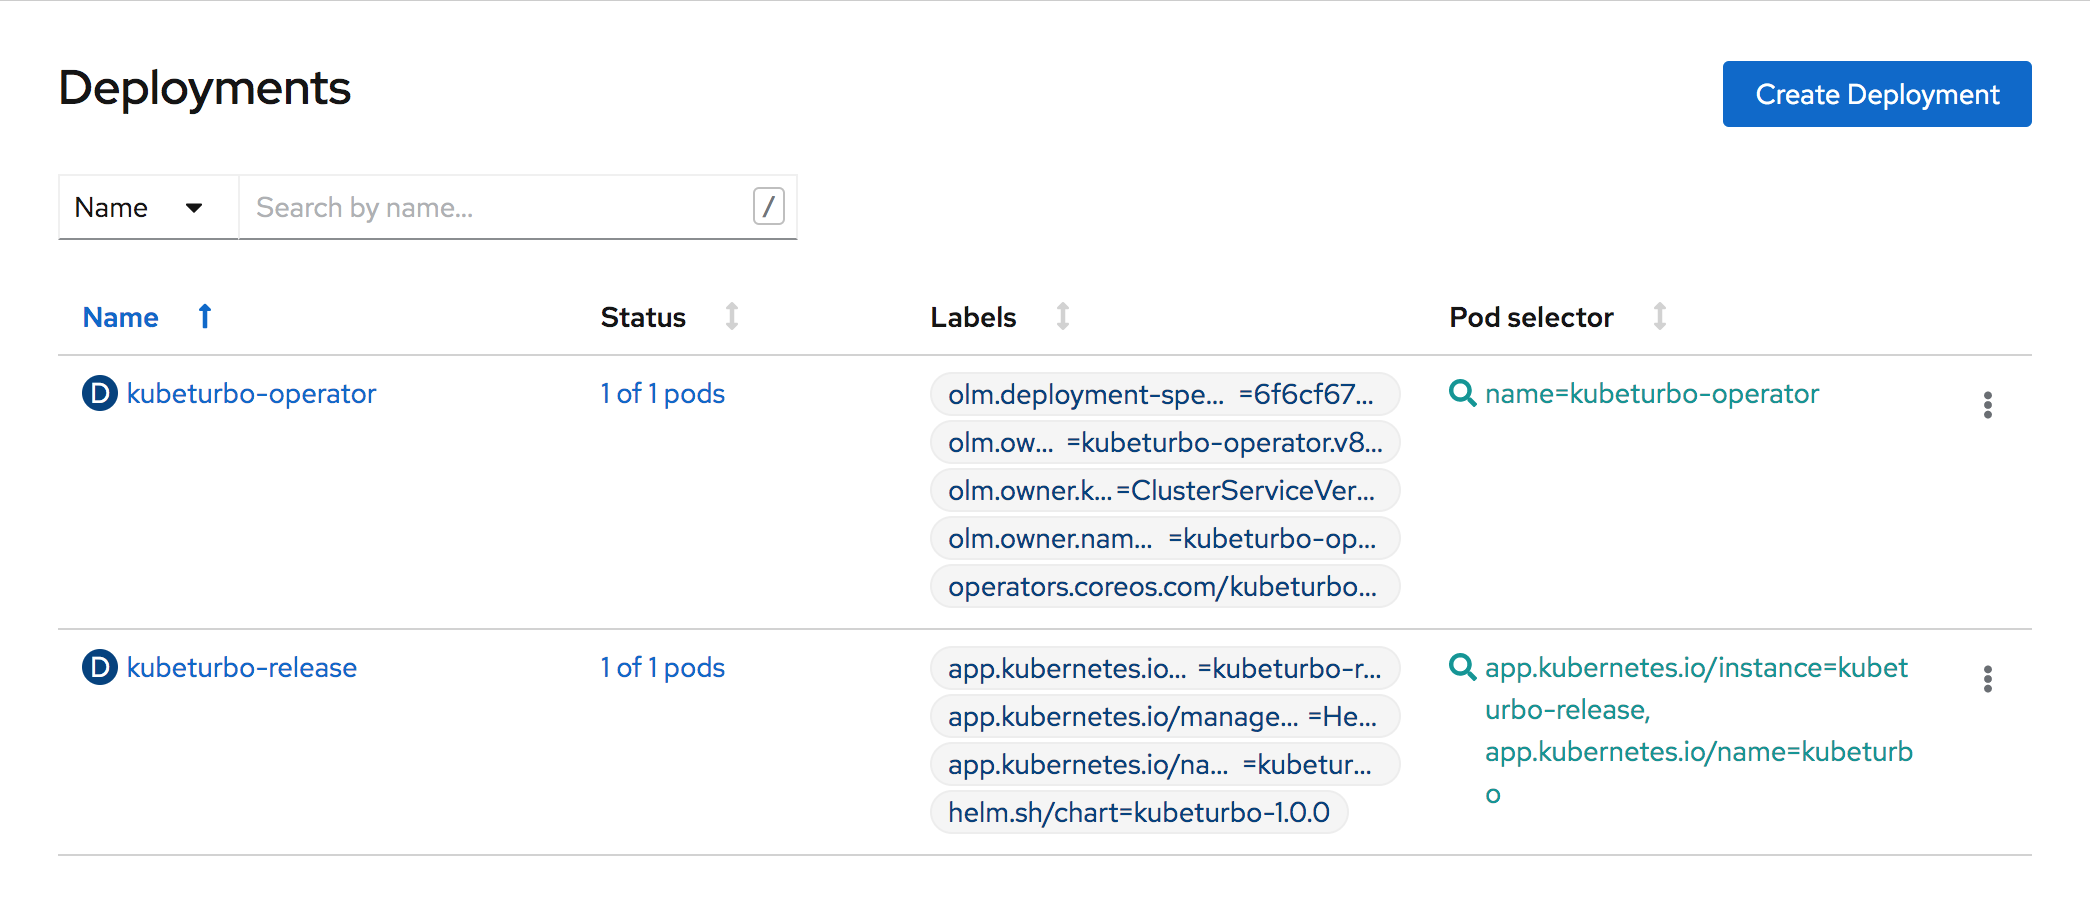 Deployments
Create Deployment
Name
Search by name...
/
Name
Status
Labels
Pod selector
D kubeturbo-operator
1 of 1 pods
olm.deployment-spe... =6f6cf67...
olm.ow... =kubeturbo-operator.v8...
olm.owner.k...=ClusterServiceVer...
olm.owner.nam... =kubeturbo-op...
operators.coreos.com/kubeturbo...
name=kubeturbo-operator
D kubeturbo-release
1 of 1 pods
app.kubernetes.io... =kubeturbo-r...
app.kubernetes.io/manage... =He...
app.kubernetes.io/na... =kubetur...
helm.sh/chart=kubeturbo-1.0.0
app.kubernetes.io/instance=kubet
urbo-release,
app.kubernetes.io/name=kubeturb
o